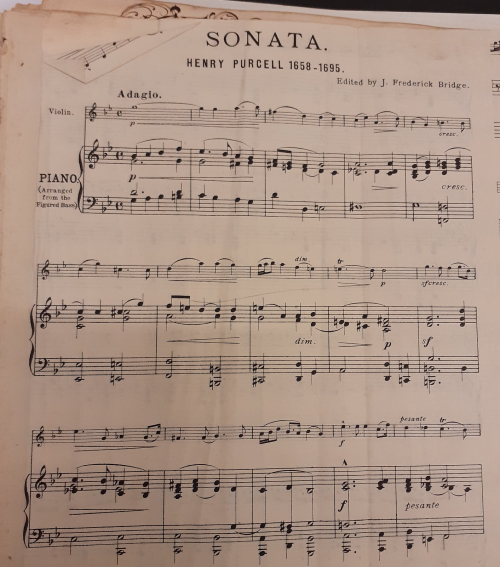 SONATA.
HENRY PURCELL 1658-1695.
Edited by J. Frederick Bridge.
Adagio.
Violin.
p
cresc.
PIANO.
(Arranged
from the
Figured Bass)
p
cresc.
dim.
tr
p
sf cresc.
dim.
p
sf
pesante
tr
f
f
pesante